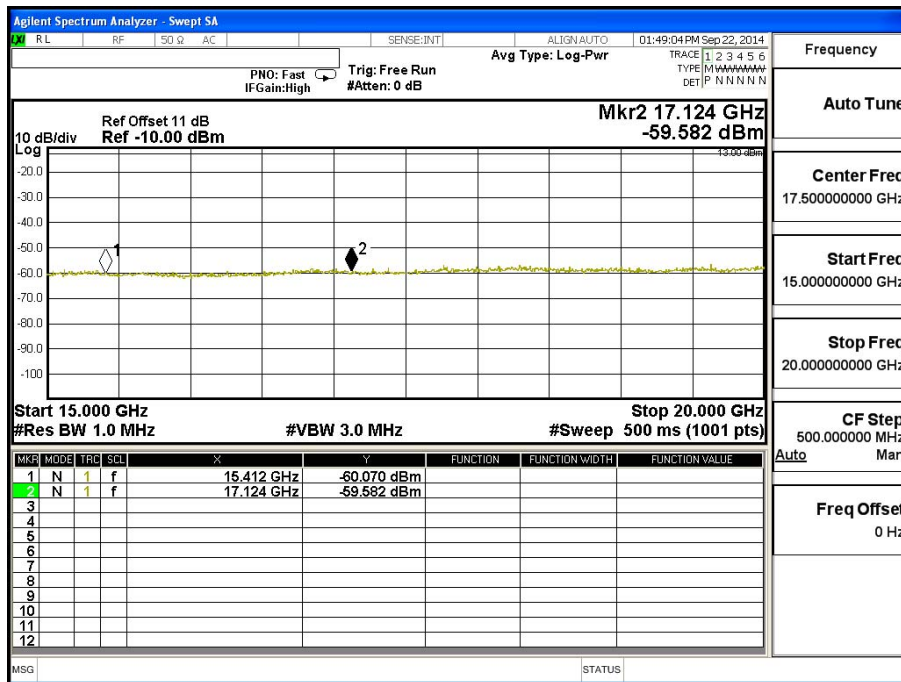 Agilent Spectrum Analyzer - Swept SA
LXI RL RF 50 Ω AC SENSE:INT ALIGN AUTO 01:49:04 PM Sep 22, 2014
Avg Type: Log-Pwr
TRACE 1 2 3 4 5 6
TYPE MWWWWW
DET P N N N N N
PNO: Fast
IFGain:High
Trig: Free Run
#Atten: 0 dB
Mkr2 17.124 GHz
-59.582 dBm
Ref Offset 11 dB
Ref -10.00 dBm
10 dB/div
Log
-13.00 dBm
-20.0
-30.0
-40.0
-50.0
-60.0
-70.0
-80.0
-90.0
-100
1
2
Start 15.000 GHz
Stop 20.000 GHz
#Res BW 1.0 MHz #VBW 3.0 MHz #Sweep 500 ms (1001 pts)
MKR MODE TRC SCL X Y FUNCTION FUNCTION WIDTH FUNCTION VALUE
1 N 1 f 15.412 GHz -60.070 dBm
2 N 1 f 17.124 GHz -59.582 dBm
3
4
5
6
7
8
9
10
11
12
MSG STATUS
Frequency
Auto Tune
Center Freq
17.500000000 GHz
Start Freq
15.000000000 GHz
Stop Freq
20.000000000 GHz
CF Step
500.000000 MHz
Auto Man
Freq Offset
0 Hz